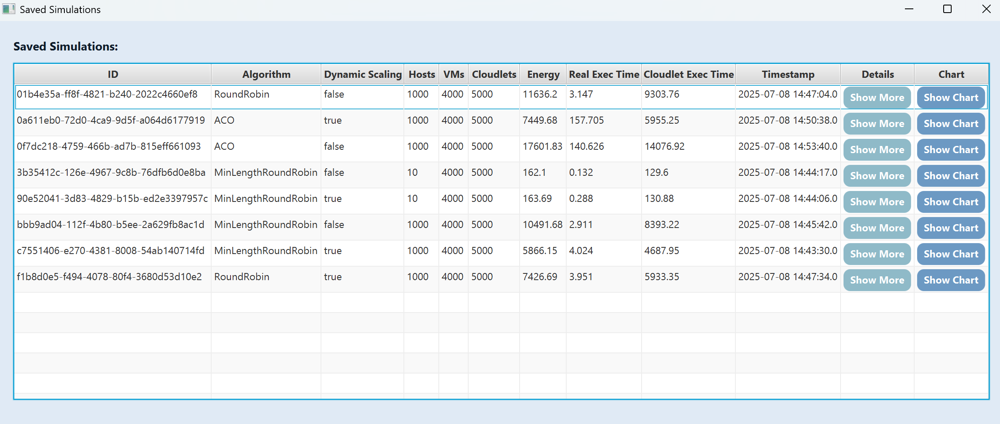 Saved Simulations
Saved Simulations:
ID Algorithm Dynamic Scaling Hosts VMs Cloudlets Energy Real Exec Time Cloudlet Exec Time Timestamp Details Chart
01b4e35a-ff8f-4821-b240-2022c4660ef8 RoundRobin false 1000 4000 5000 11636.2 3.147 9303.76 2025-07-08 14:47:04.0 Show More Show Chart
0a611eb0-72d0-4ca9-9d5f-a064d6177919 ACO true 1000 4000 5000 7449.68 157.705 5955.25 2025-07-08 14:50:38.0 Show More Show Chart
0f7dc218-4759-466b-ad7b-815eff661093 ACO false 1000 4000 5000 17601.83 140.626 14076.92 2025-07-08 14:53:40.0 Show More Show Chart
3b35412c-126e-4967-9c8b-76dfb6d0e8ba MinLengthRoundRobin false 10 4000 5000 162.1 0.132 129.6 2025-07-08 14:44:17.0 Show More Show Chart
90e52041-3d83-4829-b15b-ed2e3397957c MinLengthRoundRobin true 10 4000 5000 163.69 0.288 130.88 2025-07-08 14:44:06.0 Show More Show Chart
bbb9ad04-112f-4b80-b5ee-2a629fb8ac1d MinLengthRoundRobin false 1000 4000 5000 10491.68 2.911 8393.22 2025-07-08 14:45:42.0 Show More Show Chart
c7551406-e270-4381-8008-54ab140714fd MinLengthRoundRobin true 1000 4000 5000 5866.15 4.024 4687.95 2025-07-08 14:43:30.0 Show More Show Chart
f1b8d0e5-f494-4078-80f4-3680d53d10e2 RoundRobin true 1000 4000 5000 7426.69 3.951 5933.35 2025-07-08 14:47:34.0 Show More Show Chart